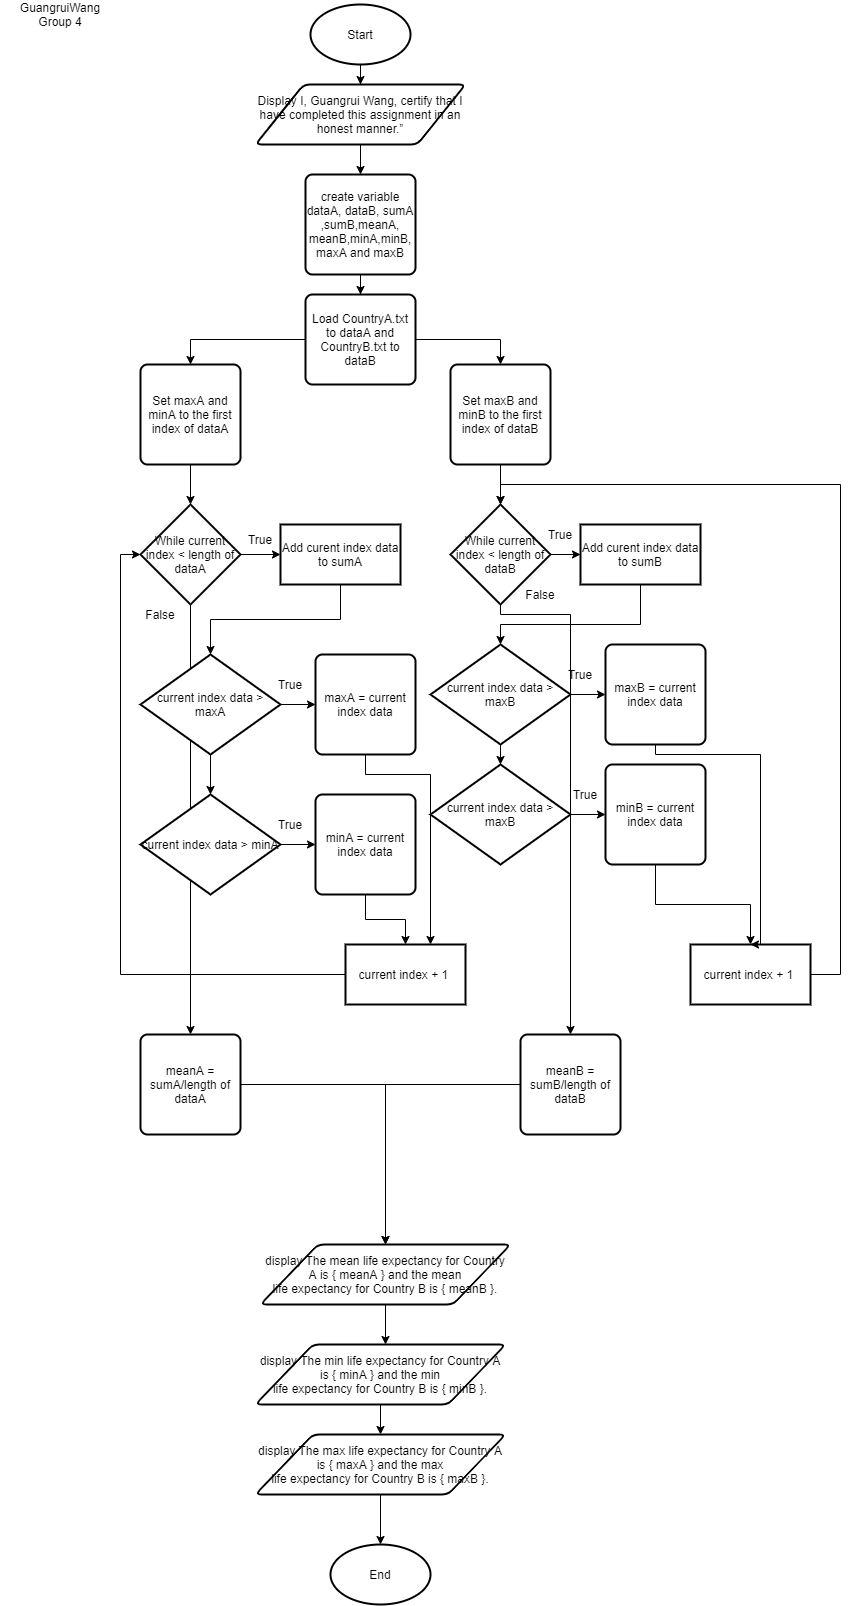 GuangruiWang
Group 4
Start
Display I, Guangrui Wang, certify that I
have completed this assignment in an
honest manner."
create variable
dataA, dataB, sumA
,sumB,meanA,
meanB,minA,minB,
maxA and maxB
Load CountryA.txt
to dataA and
CountryB.txt to
dataB
Set maxA and
minA to the first
index of dataA
Set maxB and
minB to the first
index of dataB
While current
index < length of
dataA
True
Add curent index data
to sumA
False
While current
index < length of
dataB
True
Add curent index data
to sumB
False
current index data >
maxA
True
maxA = current
index data
current index data >
maxB
True
maxB = current
index data
current index data > minA
True
minA = current
index data
current index data >
maxB
True
minB = current
index data
current index + 1
current index + 1
meanA =
sumA/length of
dataA
meanB =
sumB/length of
dataB
display The mean life expectancy for Country
A is { meanA } and the mean
life expectancy for Country B is { meanB }.
display The min life expectancy for Country A
is { minA } and the min
life expectancy for Country B is { minB }.
display The max life expectancy for Country A
is { maxA } and the max
life expectancy for Country B is { maxB }.
End